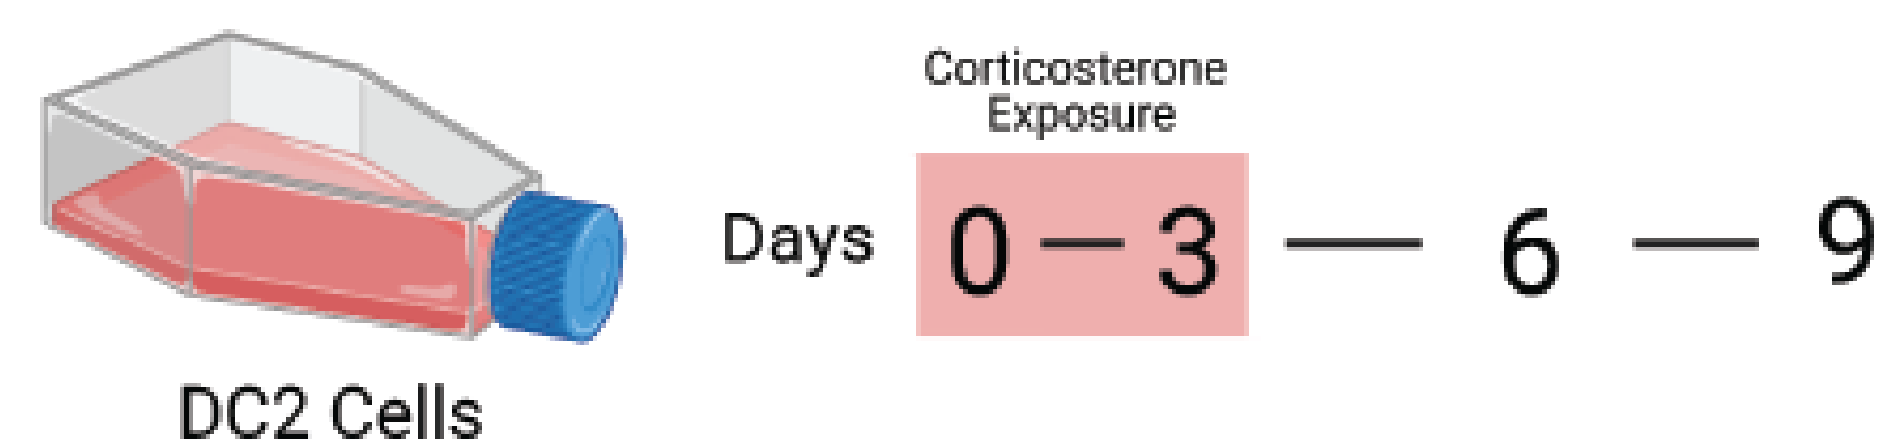 Corticosterone
Exposure
Days 0 — 3 — 6 — 9
DC2 Cells